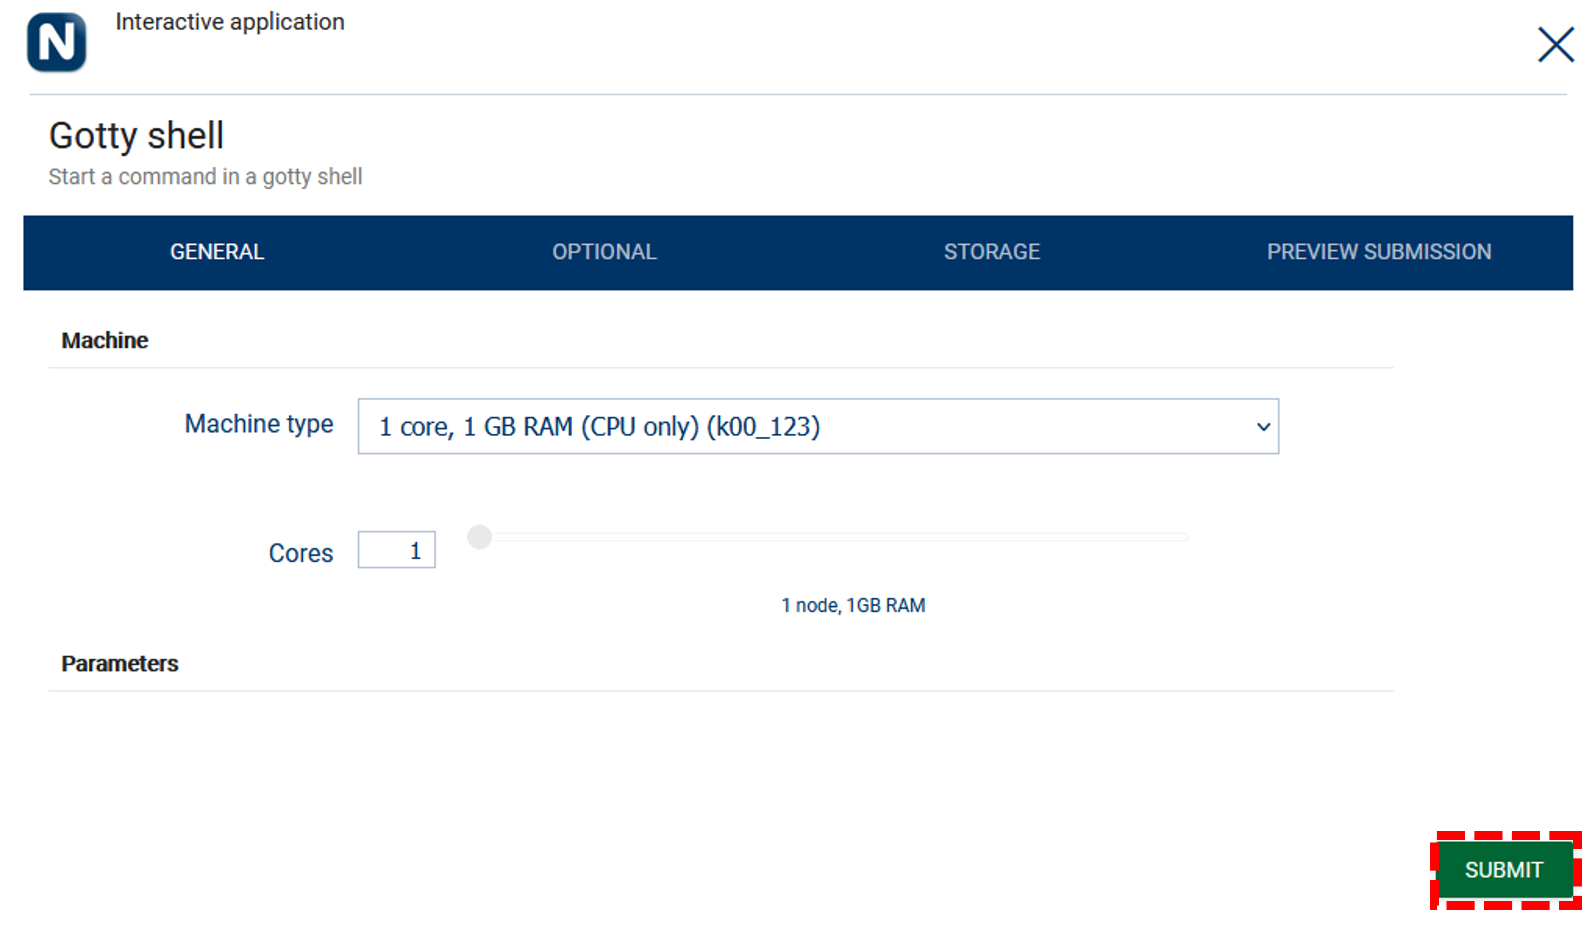 N
Interactive application
Gotty shell
Start a command in a gotty shell
GENERAL OPTIONAL STORAGE PREVIEW SUBMISSION
Machine
Machine type 1 core, 1 GB RAM (CPU only) (k00_123)
Cores 1
1 node, 1GB RAM
Parameters
SUBMIT